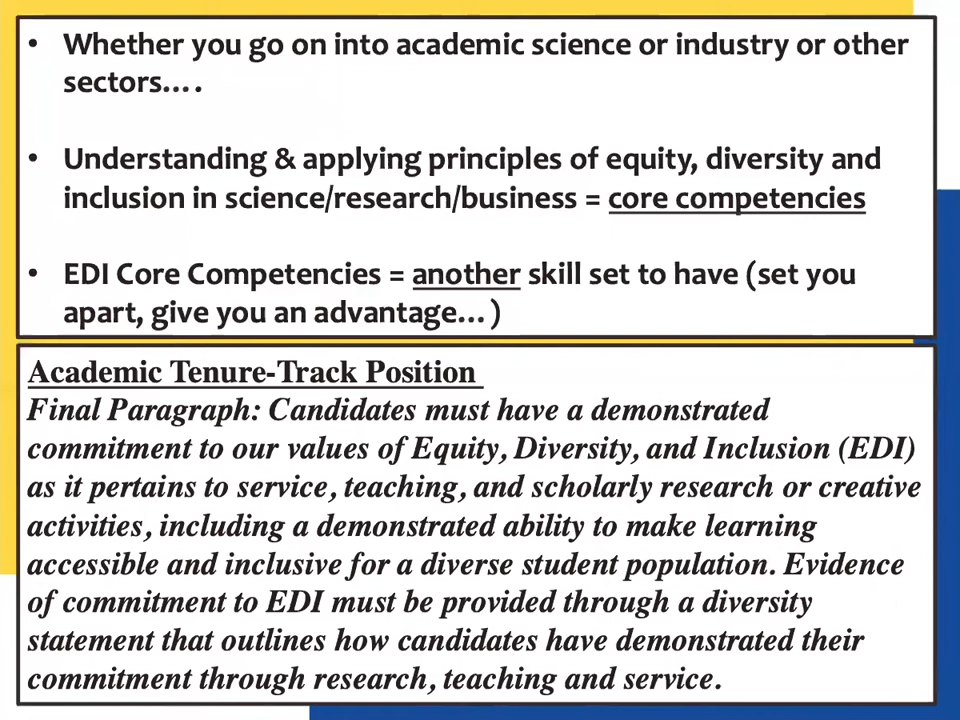 • Whether you go on into academic science or industry or other
sectors….
• Understanding & applying principles of equity, diversity and
inclusion in science/research/business = core competencies
• EDI Core Competencies = another skill set to have (set you
apart, give you an advantage…)
Academic Tenure-Track Position
Final Paragraph: Candidates must have a demonstrated
commitment to our values of Equity, Diversity, and Inclusion (EDI)
as it pertains to service, teaching, and scholarly research or creative
activities, including a demonstrated ability to make learning
accessible and inclusive for a diverse student population. Evidence
of commitment to EDI must be provided through a diversity
statement that outlines how candidates have demonstrated their
commitment through research, teaching and service.